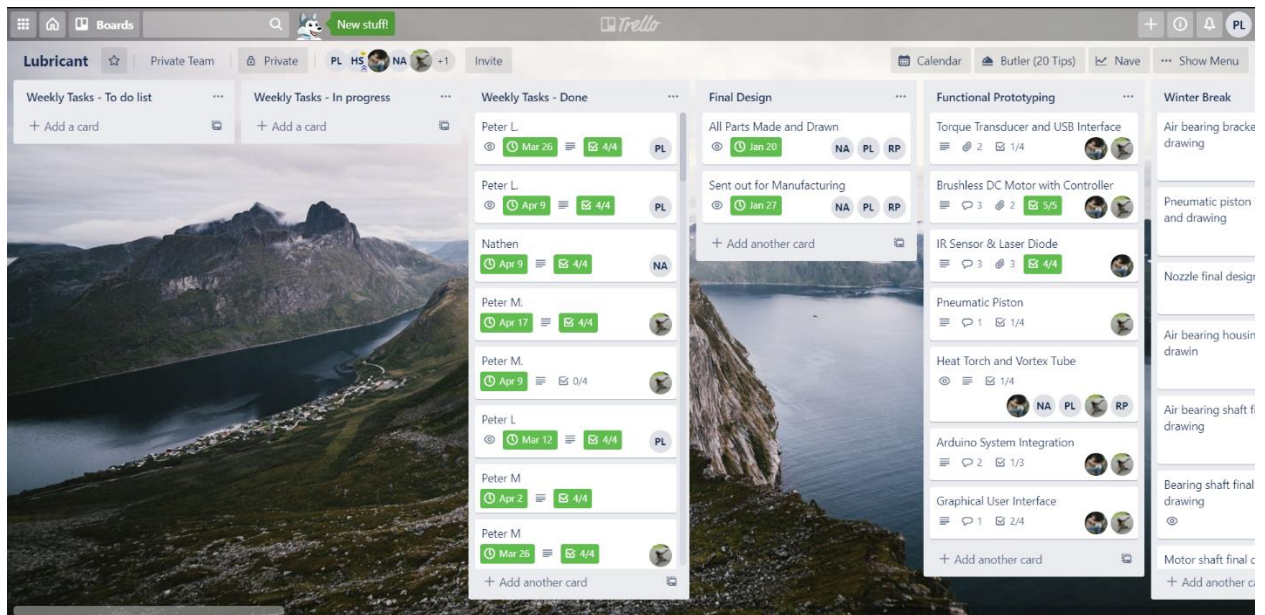 Boards
New stuff!
Trello
PL
Lubricant
Private Team
Private
PL HS NA +1
Invite
Calendar
Butler (20 Tips)
Nave
Show Menu
Weekly Tasks - To do list
+ Add a card
Weekly Tasks - In progress
+ Add a card
Weekly Tasks - Done
Peter L.
Mar 26 4/4 PL
Peter L.
Apr 9 4/4 PL
Nathen
Apr 9 4/4 NA
Peter M.
Apr 17 4/4
Peter M.
Apr 9 0/4
Peter L
Mar 12 4/4 PL
Peter M
Apr 2 4/4
Peter M
Mar 26 4/4
+ Add another card
Final Design
All Parts Made and Drawn
Jan 20 NA PL RP
Sent out for Manufacturing
Jan 27 NA PL RP
+ Add another card
Functional Prototyping
Torque Transducer and USB Interface
2 1/4
Brushless DC Motor with Controller
3 2 5/5
IR Sensor & Laser Diode
3 3 4/4
Pneumatic Piston
1 1/4
Heat Torch and Vortex Tube
1/4
NA PL RP
Arduino System Integration
2 1/3
Graphical User Interface
1 2/4
+ Add another card
Winter Break
Air bearing bracke
drawing
Pneumatic piston
and drawing
Nozzle final design
Air bearing housin
drawin
Air bearing shaft f
drawing
Bearing shaft final
drawing
Motor shaft final d
+ Add another ca